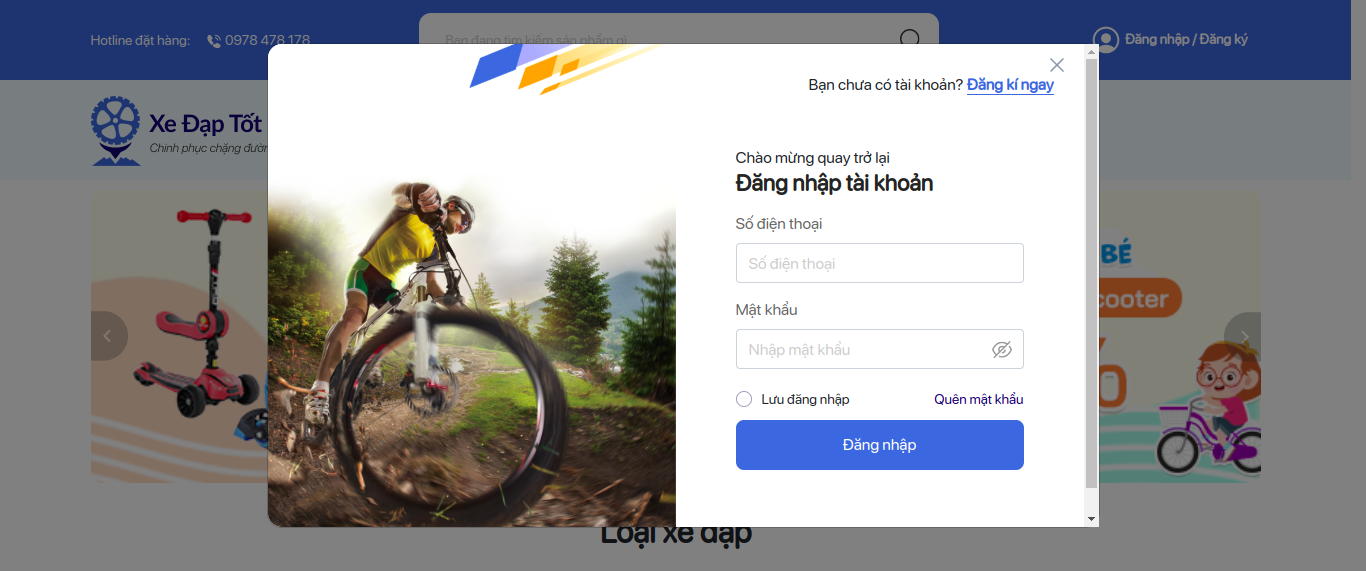 Hotline đặt hàng: 0978 478 178
Bạn đang tìm kiếm sản phẩm gì
Đăng nhập / Đăng ký
Bạn chưa có tài khoản? Đăng kí ngay
Xe Đạp Tốt
Chinh phục chặng đườn
Chào mừng quay trở lại
Đăng nhập tài khoản
Số điện thoại
Số điện thoại
Mật khẩu
Nhập mật khẩu
Lưu đăng nhập
Quên mật khẩu
Đăng nhập
BÉ
cooter
Loại xe đạp